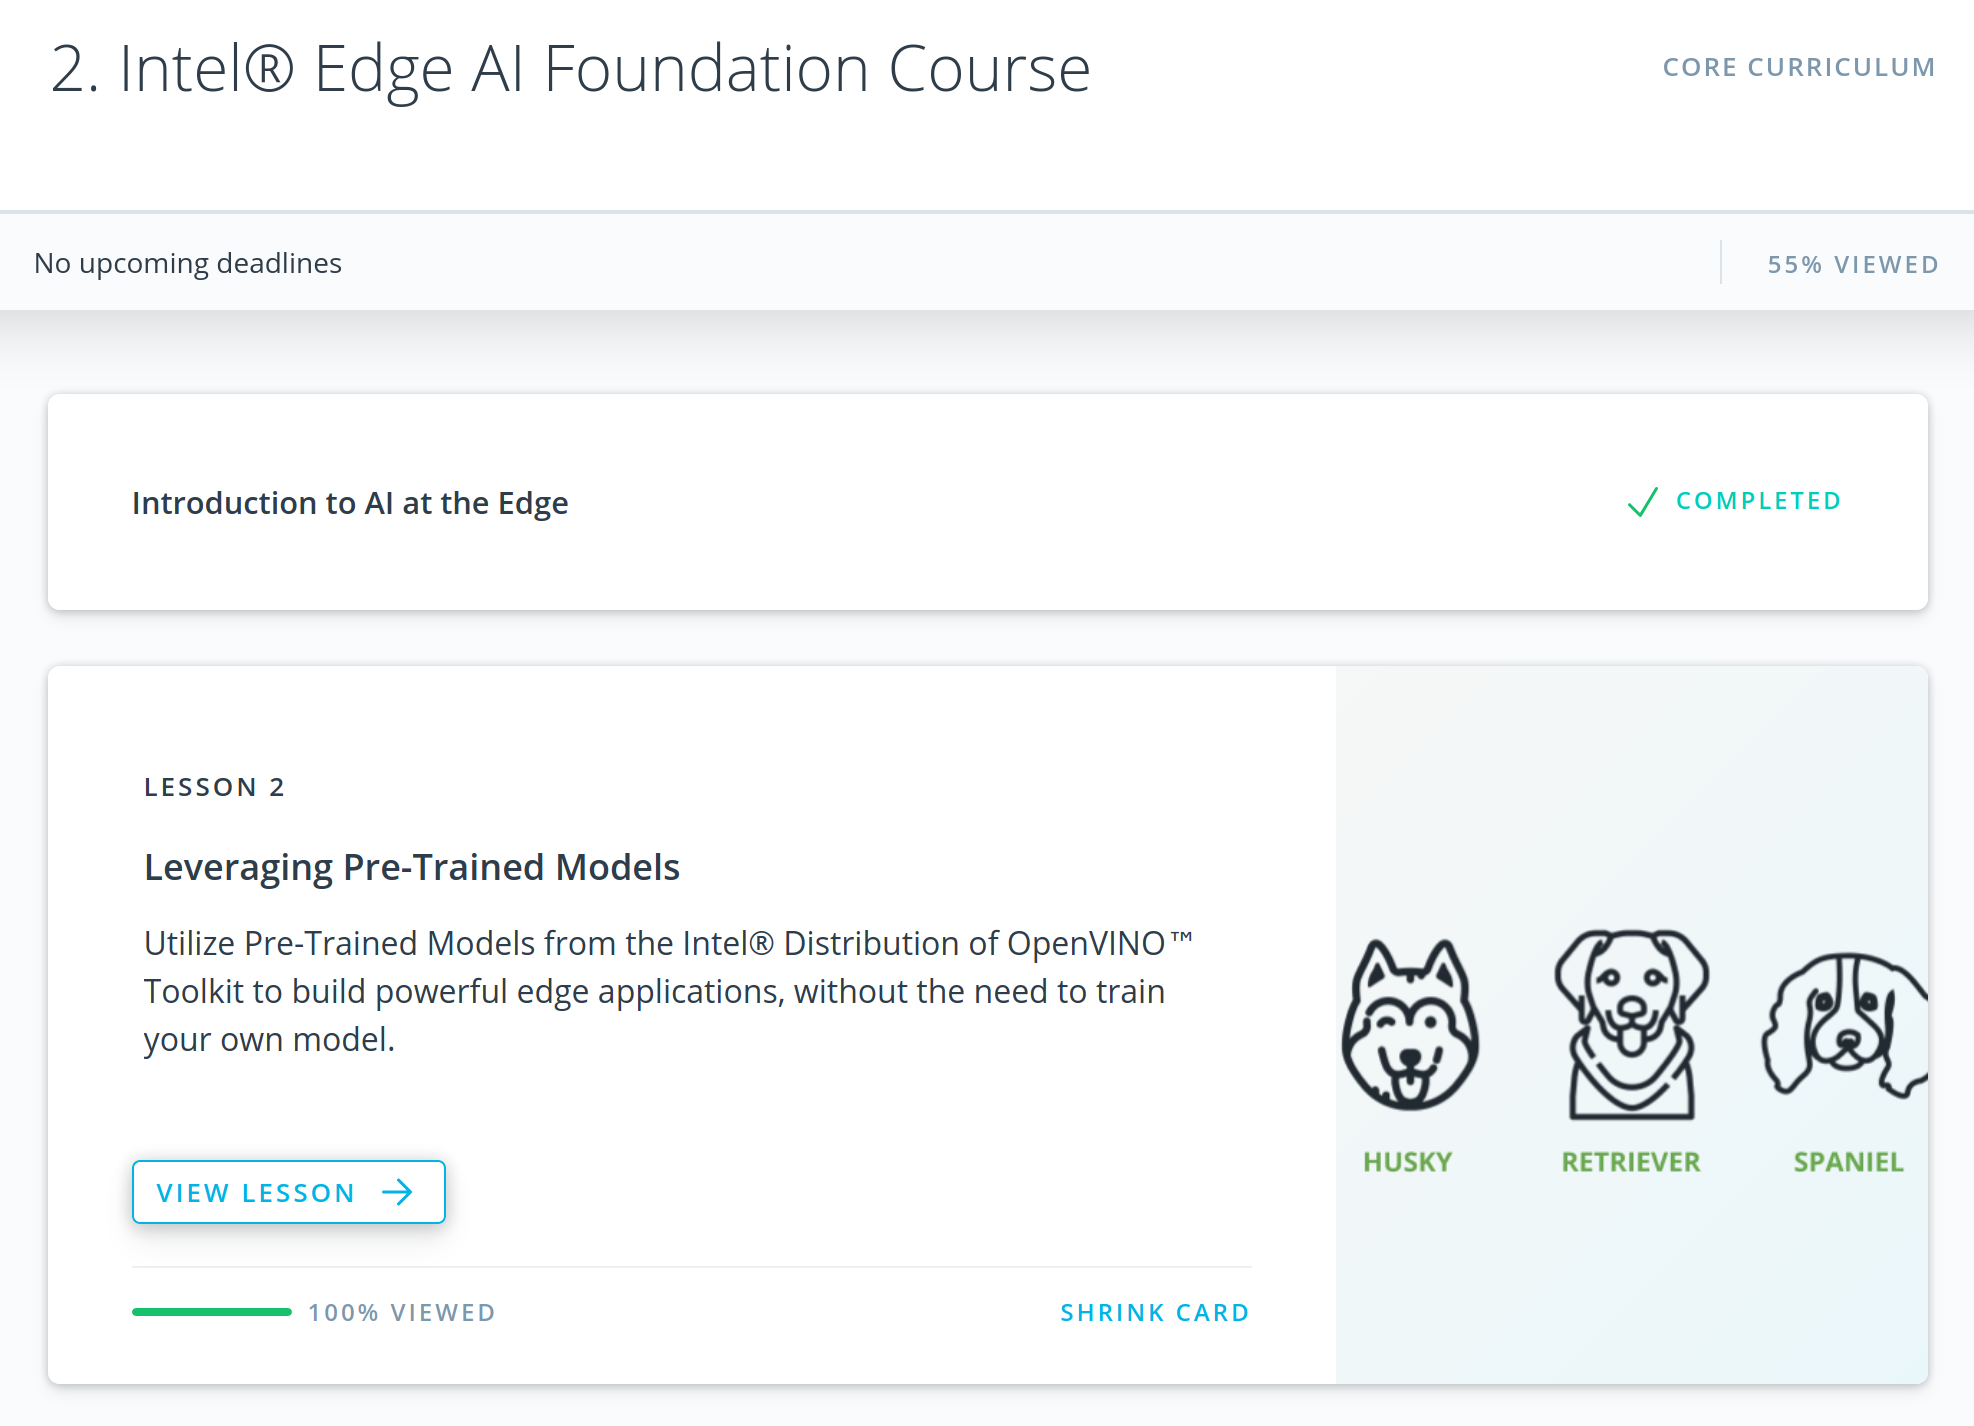 2. Intel® Edge AI Foundation Course
CORE CURRICULUM
No upcoming deadlines
55% VIEWED
Introduction to AI at the Edge
COMPLETED
LESSON 2
Leveraging Pre-Trained Models
Utilize Pre-Trained Models from the Intel® Distribution of OpenVINO™
Toolkit to build powerful edge applications, without the need to train
your own model.
HUSKY
RETRIEVER
SPANIEL
VIEW LESSON
100% VIEWED
SHRINK CARD